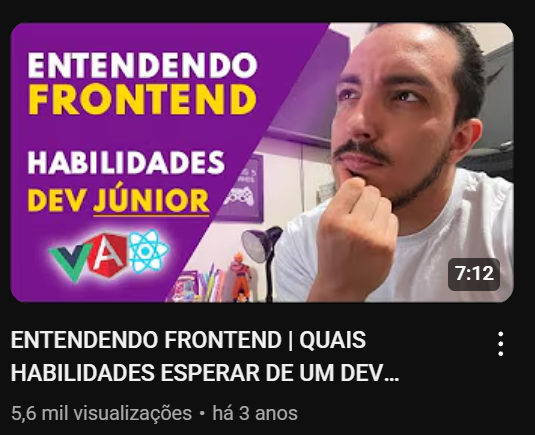 ENTENDENDO
FRONTEND
HABILIDADES
DEV JÚNIOR
A
7:12
ENTENDENDO FRONTEND | QUAIS
HABILIDADES ESPERAR DE UM DEV...
5,6 mil visualizações • há 3 anos